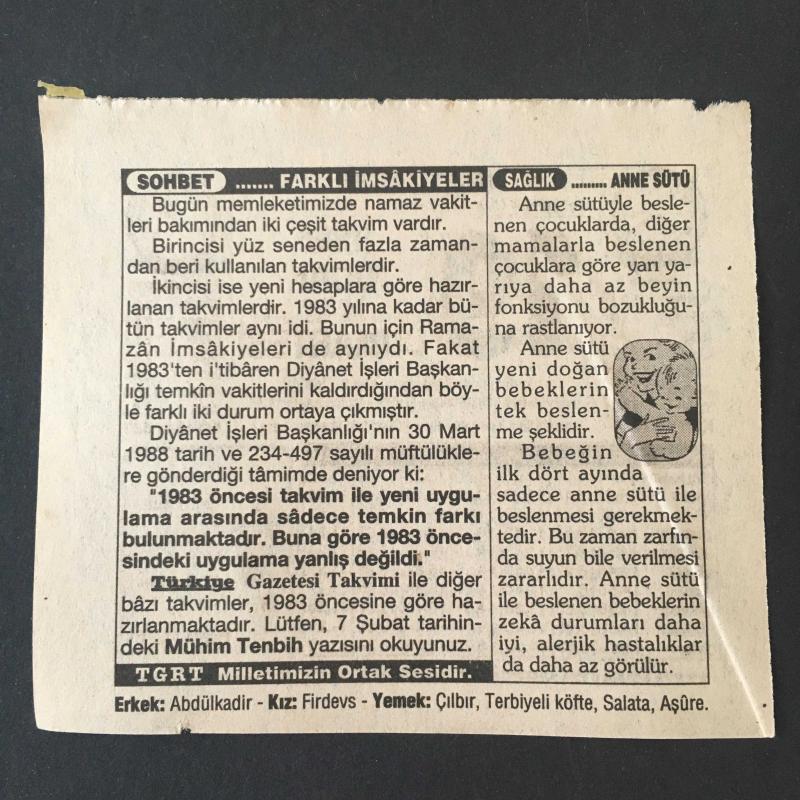 SOHBET ....... FARKLI İMSÂKİYELER
Bugün memleketimizde namaz vakit-
leri bakımından iki çeşit takvim vardır.
Birincisi yüz seneden fazla zaman-
dan beri kullanılan takvimlerdir.
İkincisi ise yeni hesaplara göre hazır-
lanan takvimlerdir. 1983 yılına kadar bü-
tün takvimler aynı idi. Bunun için Rama-
zân İmsâkiyeleri de aynıydı. Fakat
1983'ten i'tibâren Diyânet İşleri Başkan-
lığı temkîn vakitlerini kaldırdığından böy-
le farklı iki durum ortaya çıkmıştır.
Diyânet İşleri Başkanlığı'nın 30 Mart
1988 tarih ve 234-497 sayılı müftülükle-
re gönderdiği tâmimde deniyor ki:
"1983 öncesi takvim ile yeni uygu-
lama arasında sâdece temkin farkı
bulunmaktadır. Buna göre 1983 önce-
sindeki uygulama yanlış değildi."
Türkiye Gazetesi Takvimi ile diğer
bâzı takvimler, 1983 öncesine göre ha-
zırlanmaktadır. Lütfen, 7 Şubat tarihin-
deki Mühim Tenbih yazısını okuyunuz.
TGRT Milletimizin Ortak Sesidir.
SAĞLIK ......... ANNE SÜTÜ
Anne sütüyle besle-
nen çocuklarda, diğer
mamalarla beslenen
çocuklara göre yarı ya-
rıya daha az beyin
fonksiyonu bozukluğu-
na rastlanıyor.
Anne sütü
yeni doğan
bebeklerin
tek beslen-
me şeklidir.
Bebeğin
ilk dört ayında
sadece anne sütü ile
beslenmesi gerekmek-
tedir. Bu zaman zarfın-
da suyun bile verilmesi
zararlıdır. Anne sütü
ile beslenen bebeklerin
zekâ durumları daha
iyi, alerjik hastalıklar
da daha az görülür.
Erkek: Abdülkadir - Kız: Firdevs - Yemek: Çılbır, Terbiyeli köfte, Salata, Aşûre.